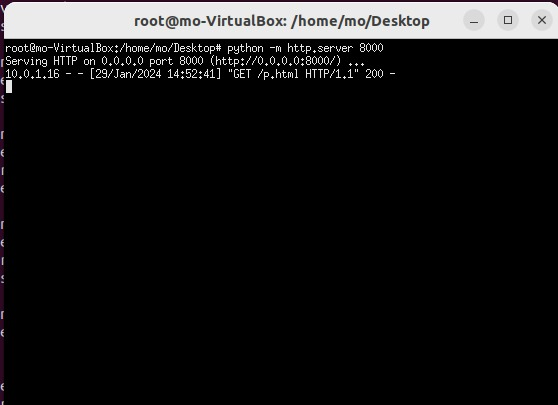 root@mo-VirtualBox: /home/mo/Desktop
root@mo-VirtualBox:/home/mo/Desktop# python -m http.server 8000
Serving HTTP on 0.0.0.0 port 8000 (http://0.0.0.0:8000/) ...
10.0.1.16 - - [29/Jan/2024 14:52:41] "GET /p.html HTTP/1.1" 200 -